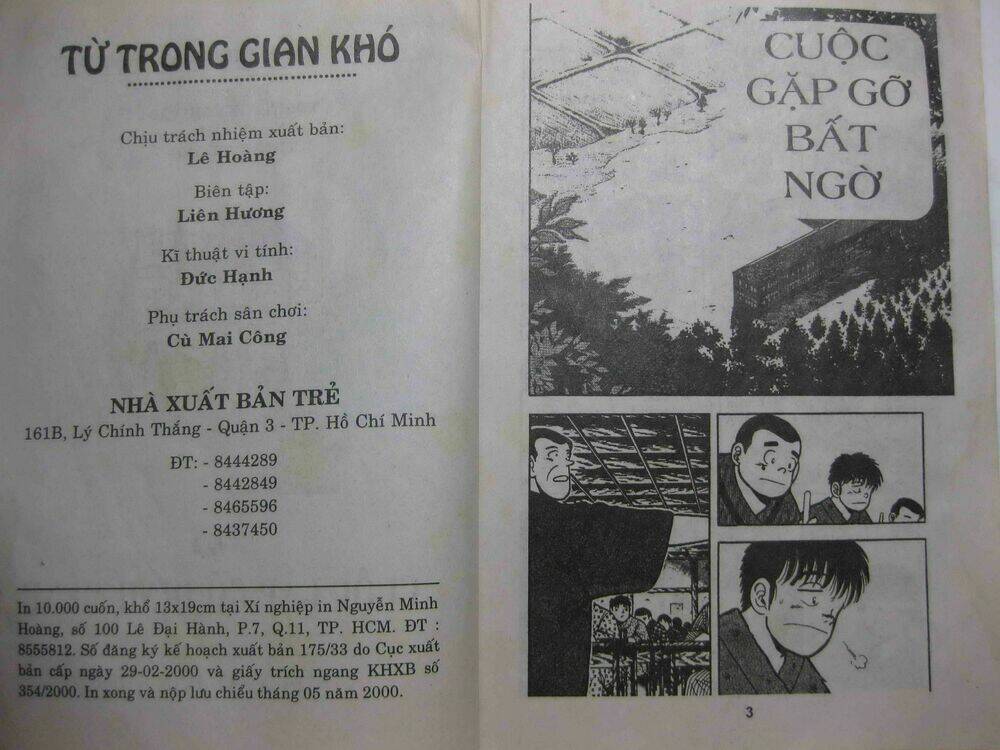 TỪ TRONG GIAN KHÓ
Chịu trách nhiệm xuất bản:
Lê Hoàng
Biên tập:
Liên Hương
Kĩ thuật vi tính:
Đức Hạnh
Phụ trách sân chơi:
Cù Mai Công
NHÀ XUẤT BẢN TRẺ
161B, Lý Chính Thắng - Quận 3 - TP. Hồ Chí Minh
ĐT: - 8444289
- 8442849
- 8465596
- 8437450
In 10.000 cuốn, khổ 13x19cm tại Xí nghiệp in Nguyễn Minh
Hoàng, số 100 Lê Đại Hành, P.7, Q.11, TP. HCM. ĐT :
8555812. Số đăng ký kế hoạch xuất bản 175/33 do Cục xuất
bản cấp ngày 29-02-2000 và giấy trích ngang KHXB số
354/2000. In xong và nộp lưu chiểu tháng 05 năm 2000.
CUỘC
GẶP GỠ
BẤT
NGỜ
3